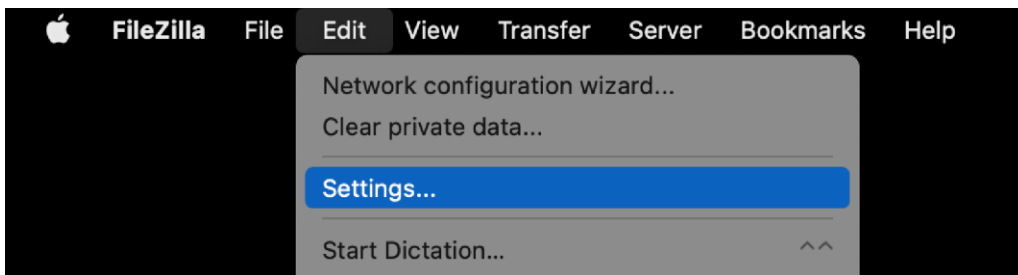 FileZilla File Edit View Transfer Server Bookmarks Help
Network configuration wizard...
Clear private data...
Settings...
Start Dictation... ^^